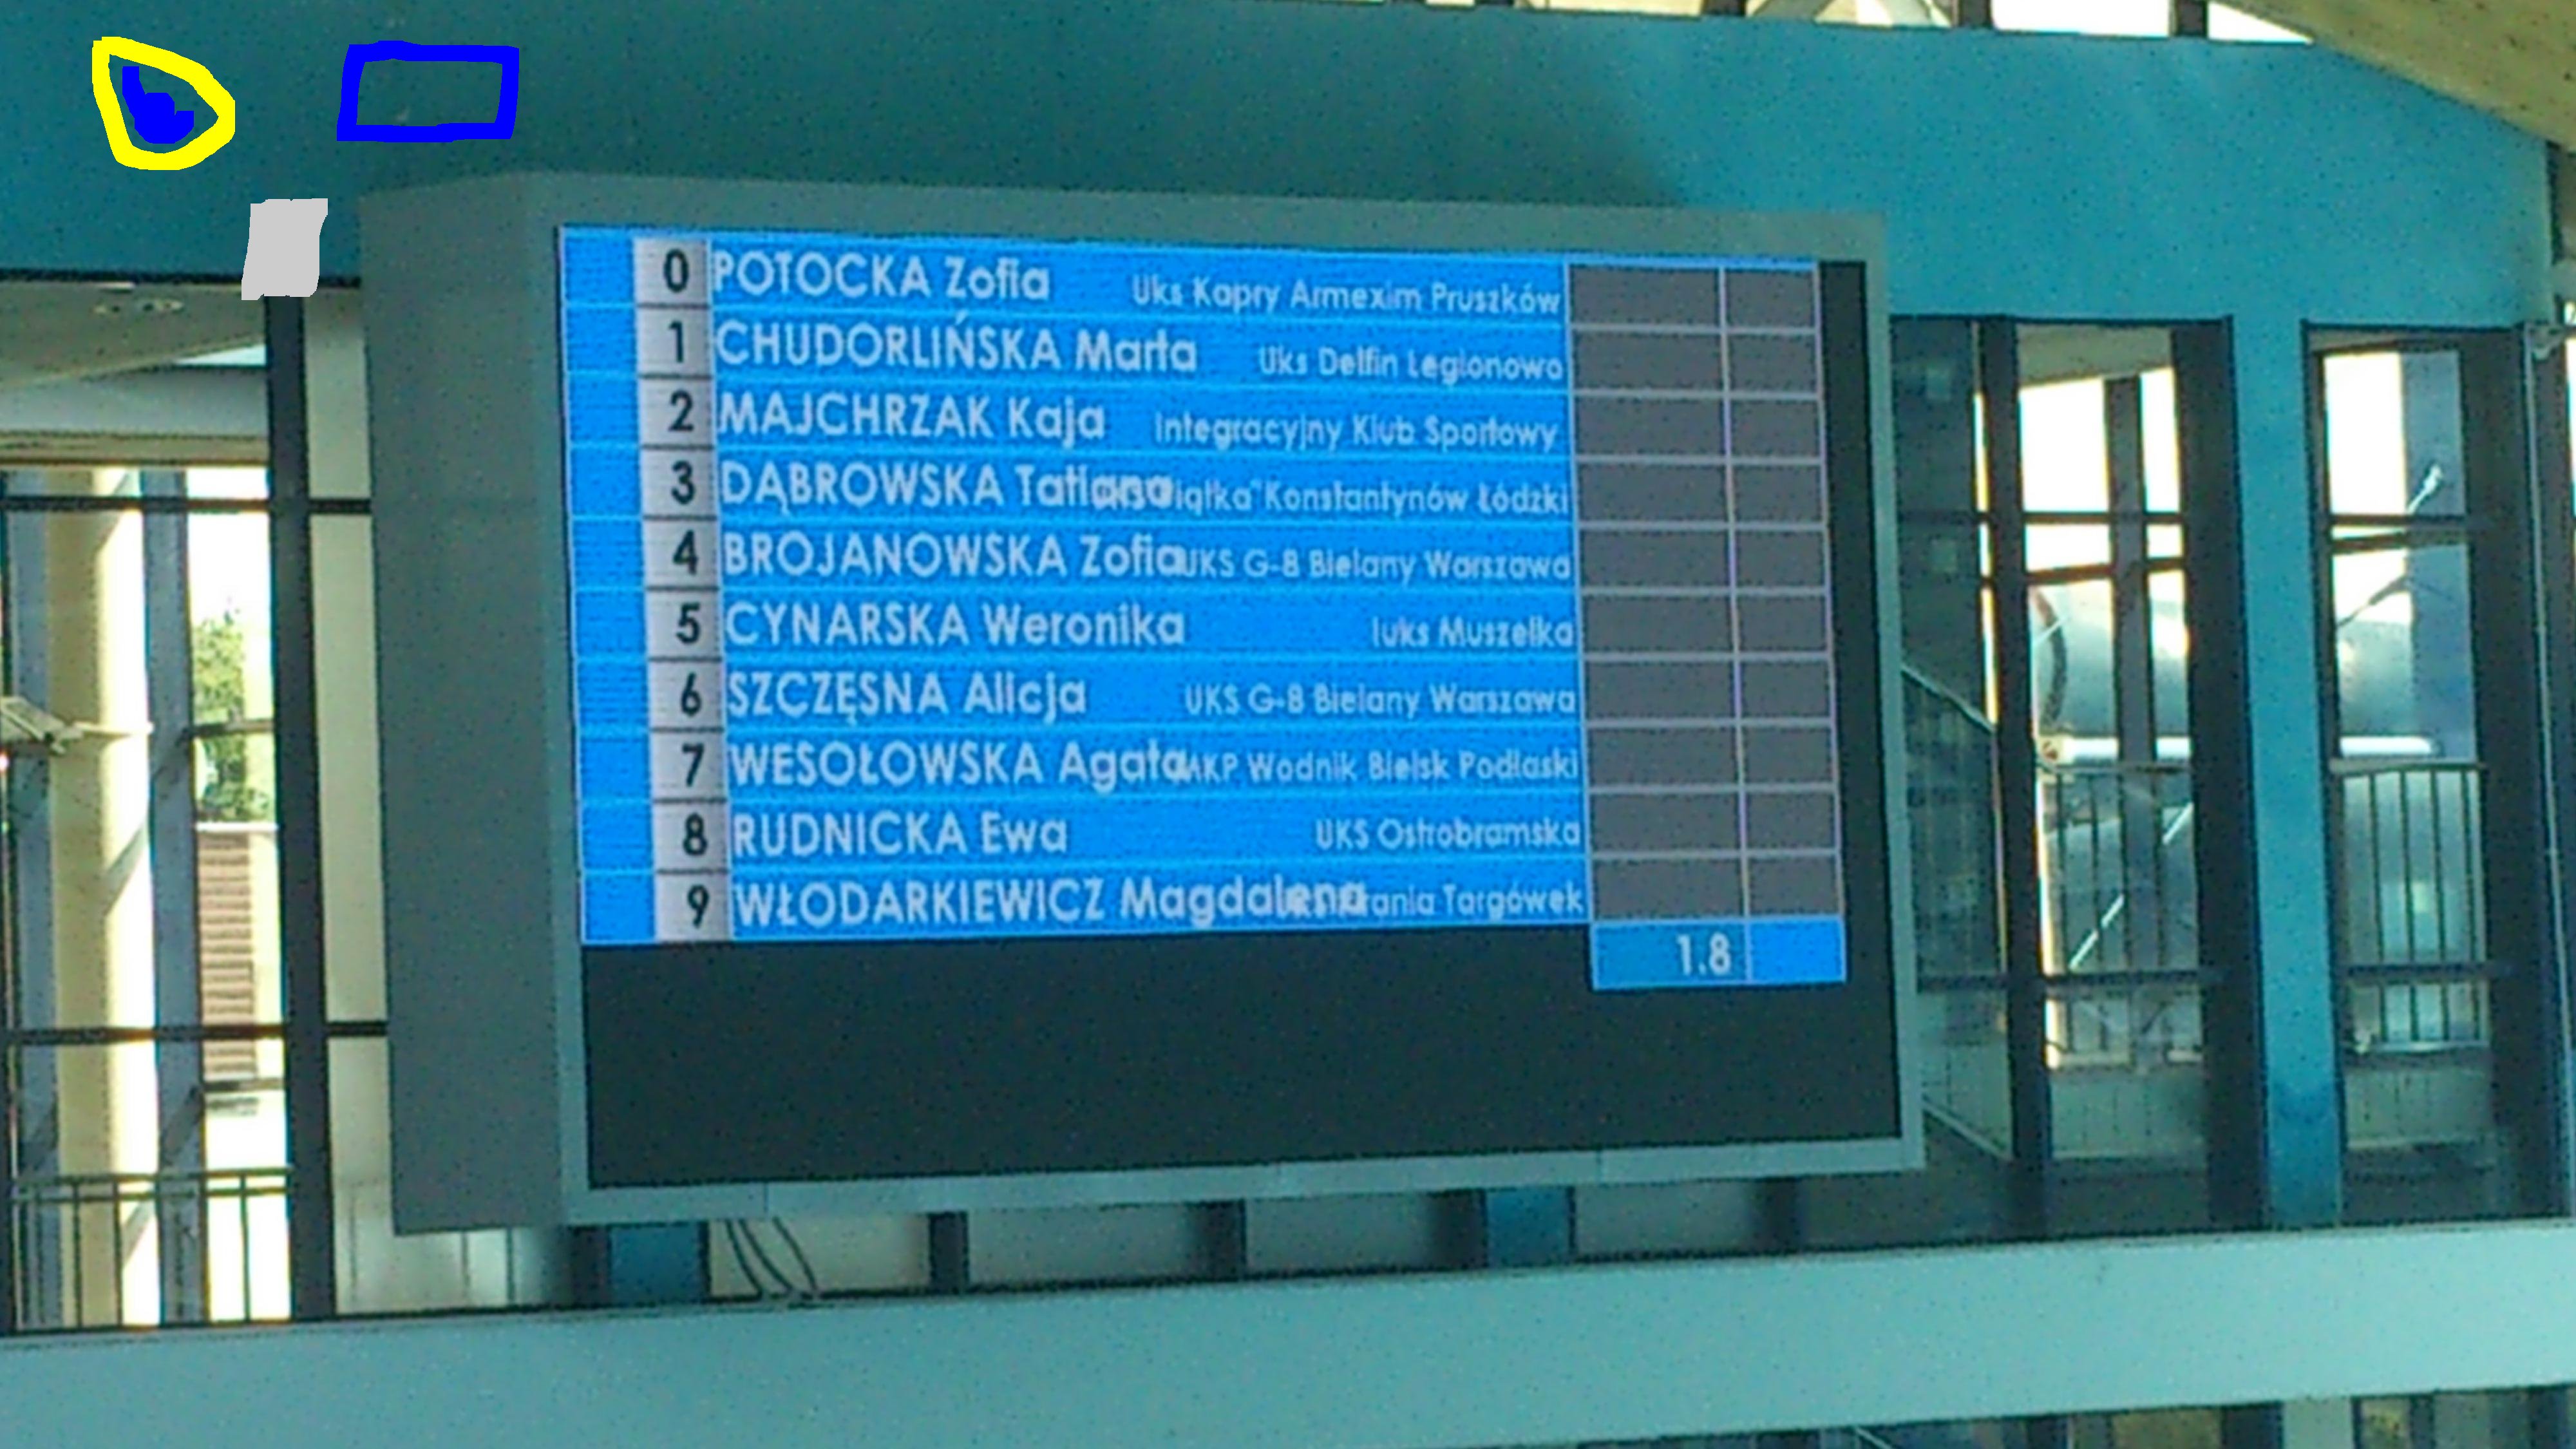 0 POTOCKA Zofia Uks Kapry Armexim Pruszków
1 CHUDORLIŃSKA Marta Uks Delfin Legionowo
2 MAJCHRZAK Kaja Integracyjny Klub Sportowy
3 DĄBROWSKA Tatiana Konstantynów Łódzki
4 BROJANOWSKA Zofia UKS G-8 Bielany Warszawa
5 CYNARSKA Weronika Iuks Muszelka
6 SZCZĘSNA Alicja UKS G-8 Bielany Warszawa
7 WESOŁOWSKA Agata Wodnik Bielsk Podlaski
8 RUDNICKA Ewa UKS Ostrobramska
9 WŁODARKIEWICZ Magdalena Targówek
1.8